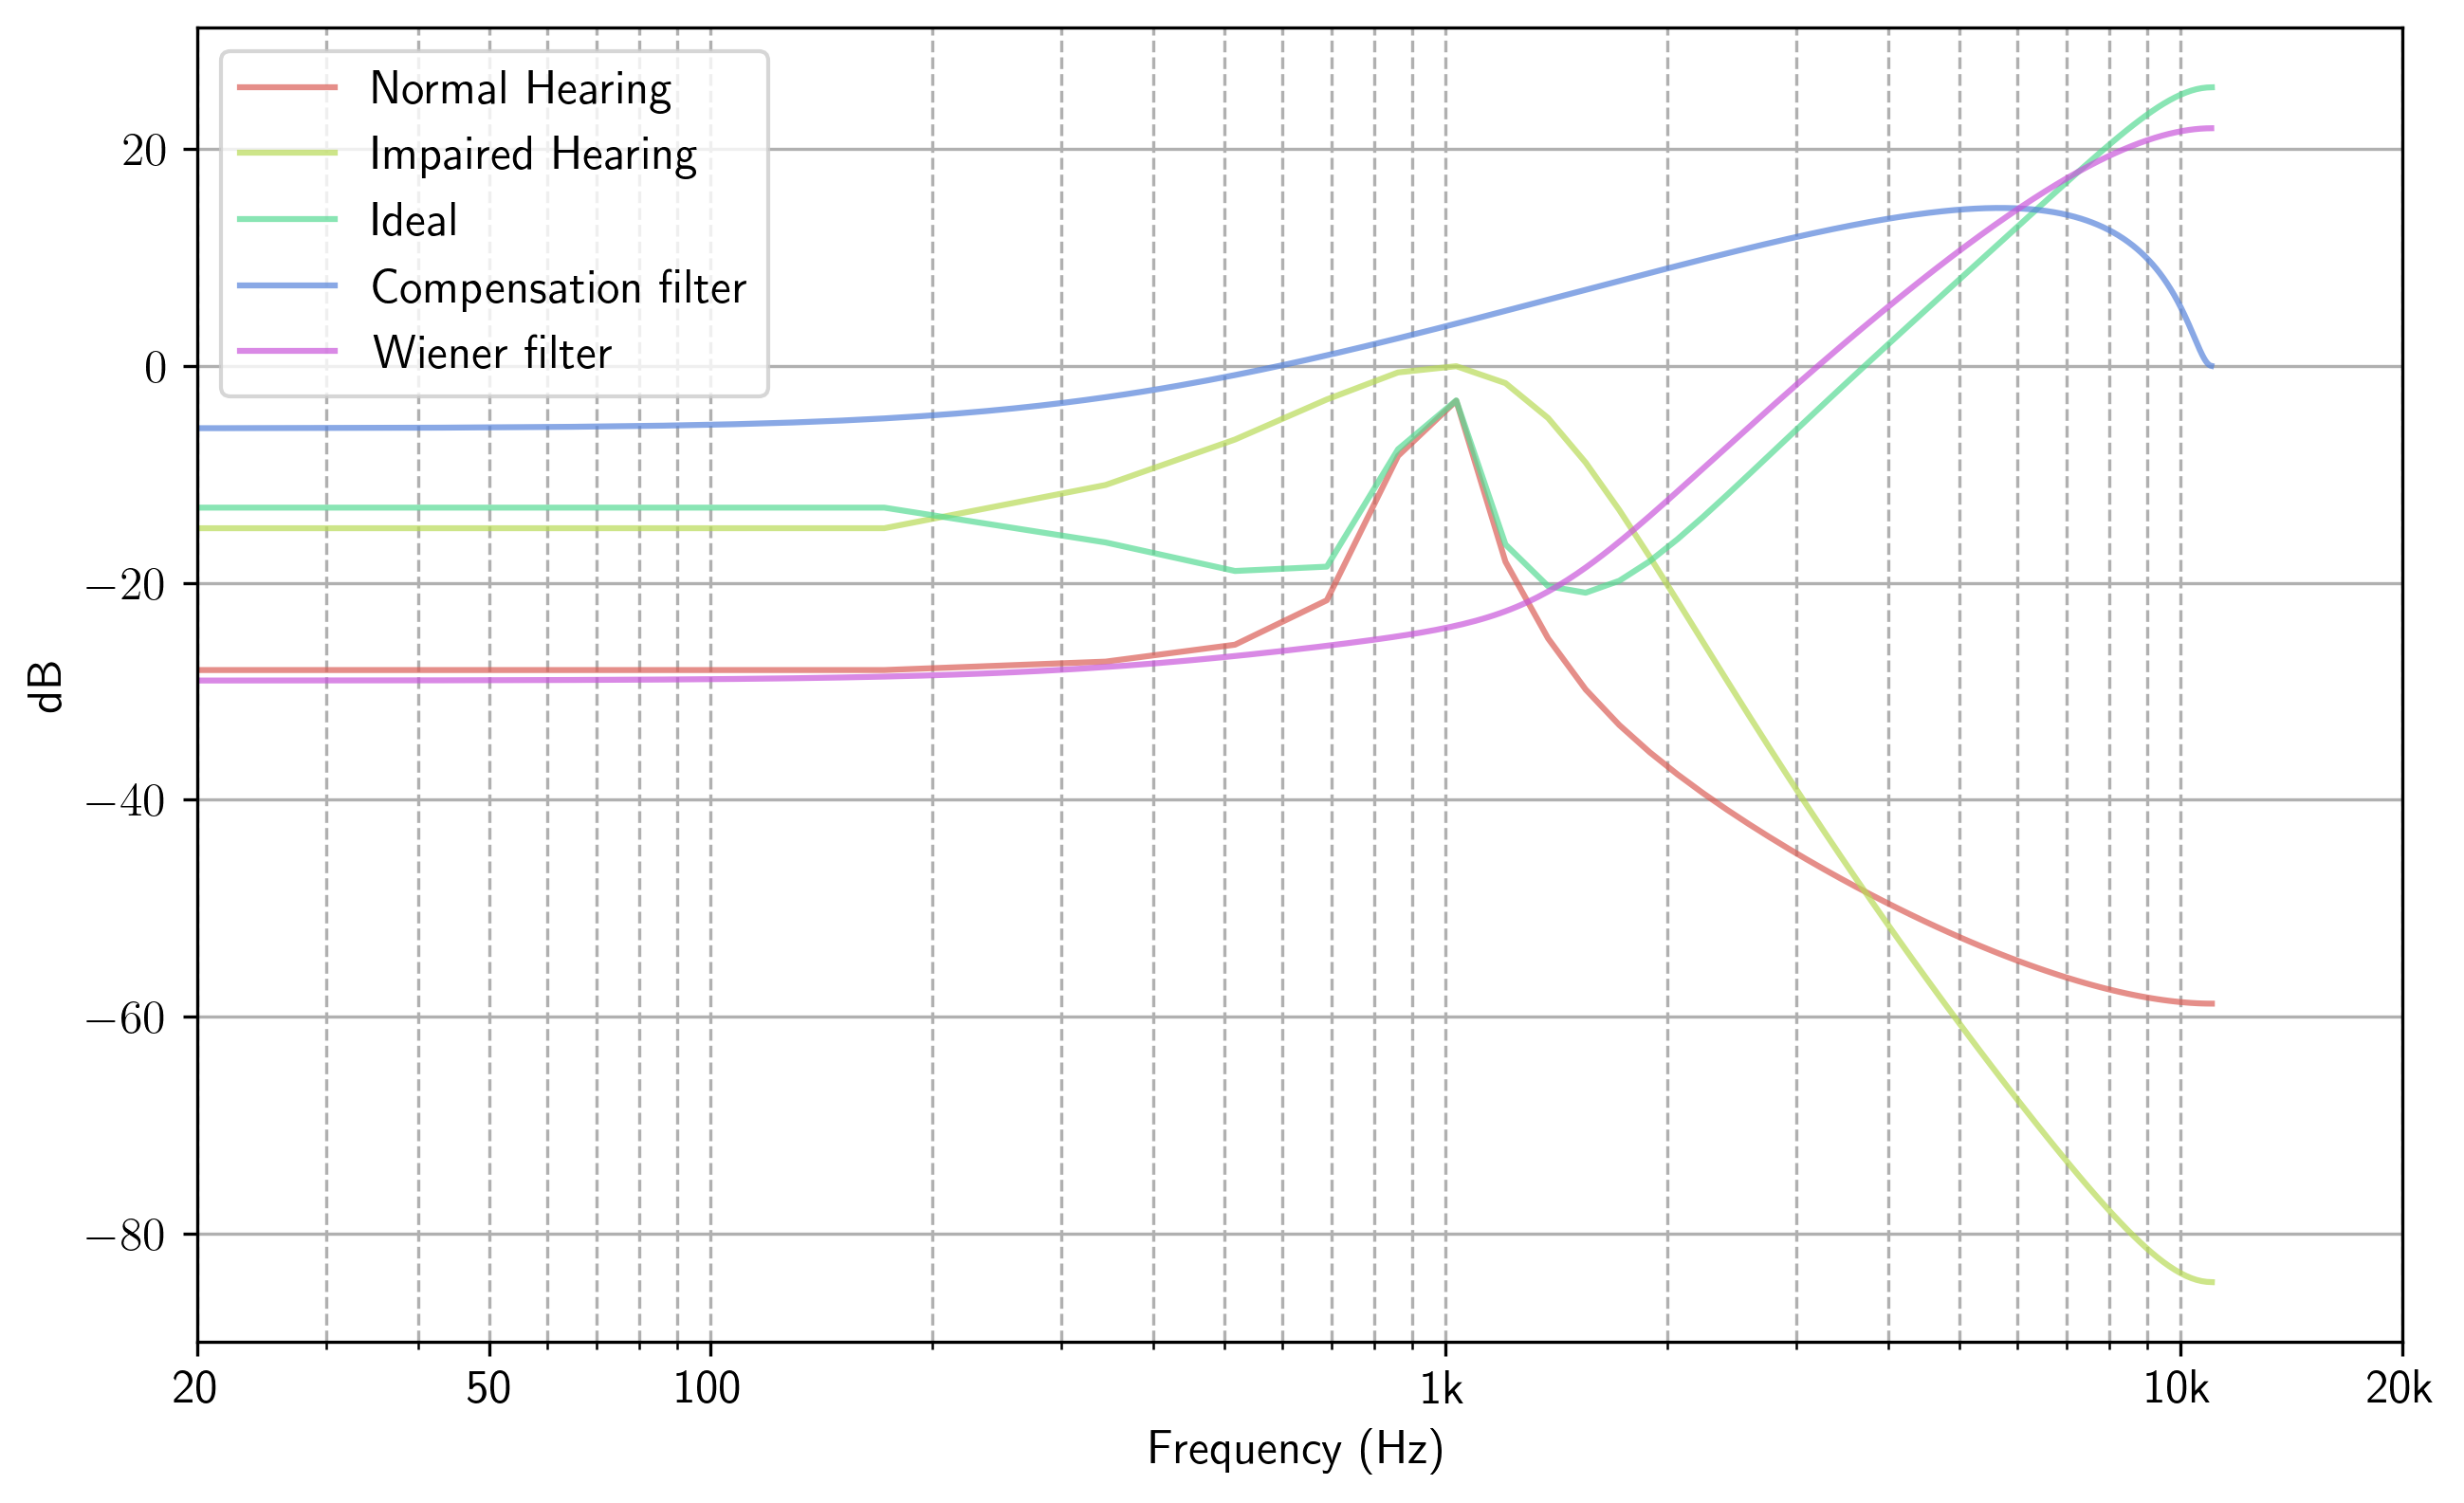 Normal Hearing
Impaired Hearing
Ideal
Compensation filter
Wiener filter
20
0
−20
−40
−60
−80
dB
20 50 100 1k 10k 20k
Frequency (Hz)